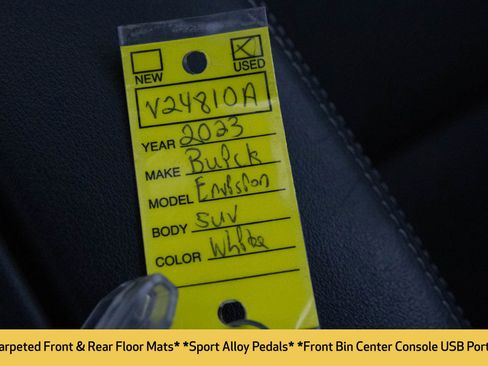 NEW USED
V24810A
YEAR 2023
MAKE Buick
MODEL Envision
BODY SUV
COLOR White
arpeted Front & Rear Floor Mats* *Sport Alloy Pedals* *Front Bin Center Console USB Port